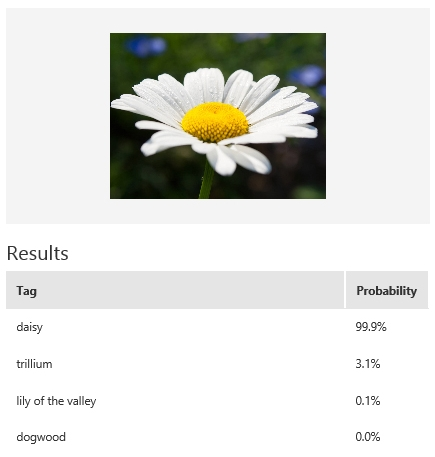 Results
Tag Probability
daisy 99.9%
trillium 3.1%
lily of the valley 0.1%
dogwood 0.0%